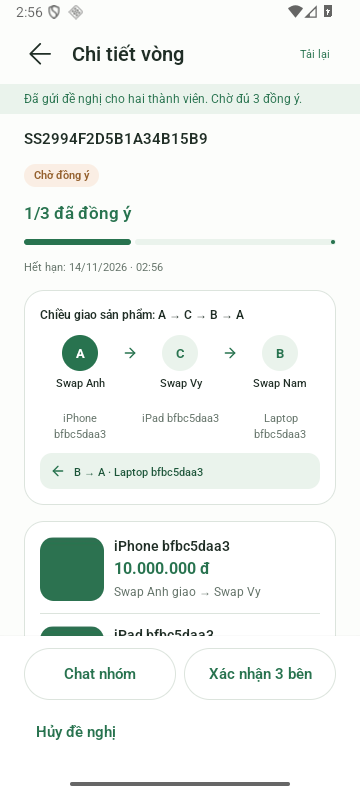 2:56
Chi tiết vòng
Tải lại
Đã gửi đề nghị cho hai thành viên. Chờ đủ 3 đồng ý.
SS2994F2D5B1A34B15B9
Chờ đồng ý
1/3 đã đồng ý
Hết hạn: 14/11/2026 · 02:56
Chiều giao sản phẩm: A → C → B → A
A → C → B
Swap Anh Swap Vy Swap Nam
iPhone bfbc5daa3
iPad bfbc5daa3
Laptop bfbc5daa3
← B → A · Laptop bfbc5daa3
iPhone bfbc5daa3
10.000.000 đ
Swap Anh giao → Swap Vy
iPad bfbc5daa3
Chat nhóm
Xác nhận 3 bên
Hủy đề nghị